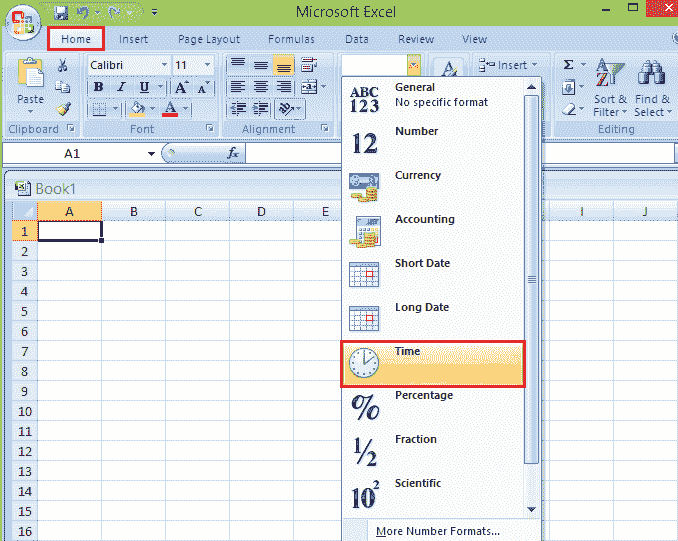 Microsoft Excel
Home Insert Page Layout Formulas Data Review View
Calibri 11 Insert
Paste B I U A A Sort & Find &
Filter Select
Clipboard Font Alignment Editing
A1 fx
Book1
A B C D E I J
General
No specific format
ABC
123
Number
12
Currency
Accounting
Short Date
Long Date
Time
Percentage
%
Fraction
1/2
Scientific
10²
More Number Formats...
1
2
3
4
5
6
7
8
9
10
11
12
13
14
15
16